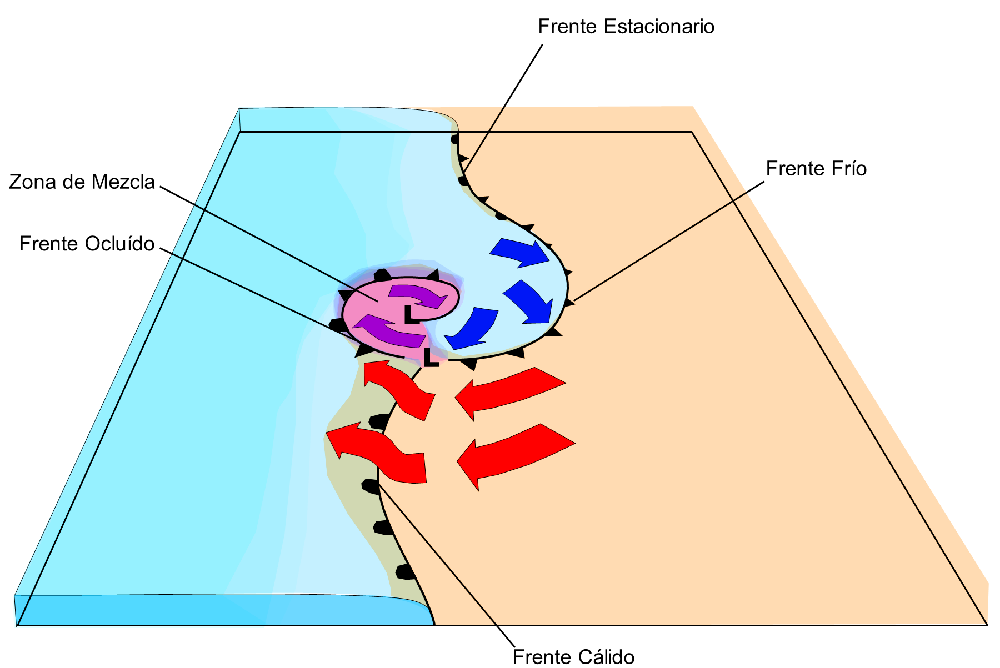 Frente Estacionario
Frente Frío
Zona de Mezcla
Frente Ocluído
L
L
Frente Cálido